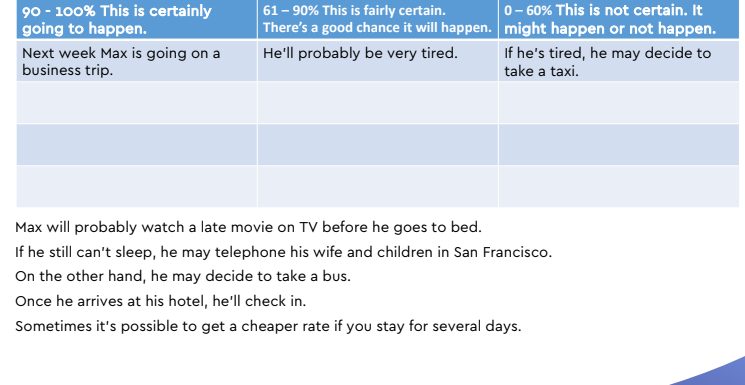 90 - 100% This is certainly
going to happen.
61 – 90% This is fairly certain.
There's a good chance it will happen.
0 – 60% This is not certain. It
might happen or not happen.
Next week Max is going on a
business trip.
He'll probably be very tired.
If he's tired, he may decide to
take a taxi.
Max will probably watch a late movie on TV before he goes to bed.
If he still can't sleep, he may telephone his wife and children in San Francisco.
On the other hand, he may decide to take a bus.
Once he arrives at his hotel, he'll check in.
Sometimes it's possible to get a cheaper rate if you stay for several days.